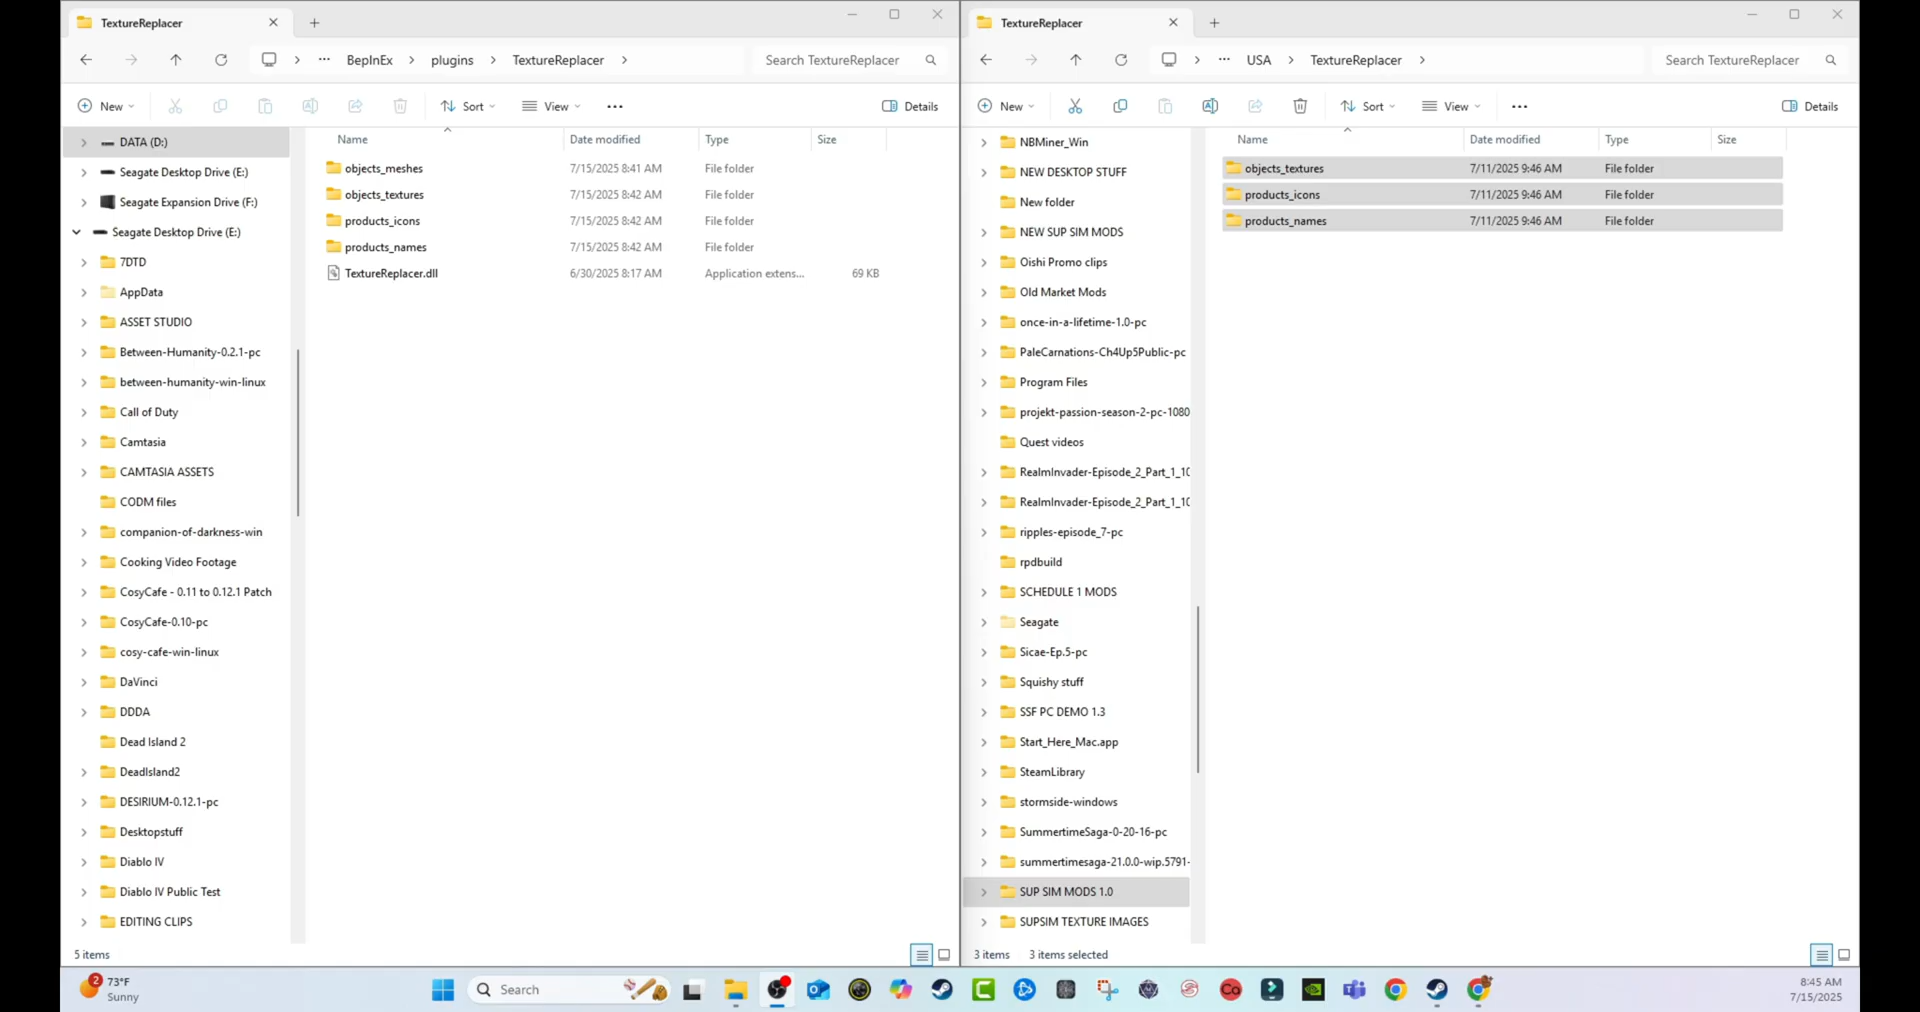 TextureReplacer
BepInEx
plugins
TextureReplacer
Search TextureReplacer
New
Sort
View
Details
Name
Date modified
Type
Size
objects_meshes 7/15/2025 8:41 AM File folder
objects_textures 7/15/2025 8:42 AM File folder
products_icons 7/15/2025 8:42 AM File folder
products_names 7/15/2025 8:42 AM File folder
TextureReplacer.dll 6/30/2025 8:17 AM Application extens... 69 KB
DATA (D:)
Seagate Desktop Drive (E:)
Seagate Expansion Drive (F:)
Seagate Desktop Drive (E:)
7DTD
AppData
ASSET STUDIO
Between-Humanity-0.2.1-pc
between-humanity-win-linux
Call of Duty
Camtasia
CAMTASIA ASSETS
CODM files
companion-of-darkness-win
Cooking Video Footage
CosyCafe - 0.11 to 0.12.1 Patch
CosyCafe-0.10-pc
cosy-cafe-win-linux
DaVinci
DDDA
Dead Island 2
DeadIsland2
DESIRIUM-0.12.1-pc
Desktopstuff
Diablo IV
Diablo IV Public Test
EDITING CLIPS
5 items
TextureReplacer
USA
TextureReplacer
Search TextureReplacer
New
Sort
View
Details
Name
Date modified
Type
Size
objects_textures 7/11/2025 9:46 AM File folder
products_icons 7/11/2025 9:46 AM File folder
products_names 7/11/2025 9:46 AM File folder
NBMiner_Win
NEW DESKTOP STUFF
New folder
NEW SUP SIM MODS
Oishi Promo clips
Old Market Mods
once-in-a-lifetime-1.0-pc
PaleCarnations-Ch4Up5Public-pc
Program Files
projekt-passion-season-2-pc-1080
Quest videos
RealmInvader-Episode_2_Part_1_10
RealmInvader-Episode_2_Part_1_10
ripples-episode_7-pc
rpdbuild
SCHEDULE 1 MODS
Seagate
Sicae-Ep.5-pc
Squishy stuff
SSF PC DEMO 1.3
Start_Here_Mac.app
SteamLibrary
stormside-windows
SummertimeSaga-0-20-16-pc
summertimesaga-21.0.0-wip.5791-
SUP SIM MODS 1.0
SUPSIM TEXTURE IMAGES
3 items 3 items selected
2
73°F
Sunny
Search
8:45 AM
7/15/2025